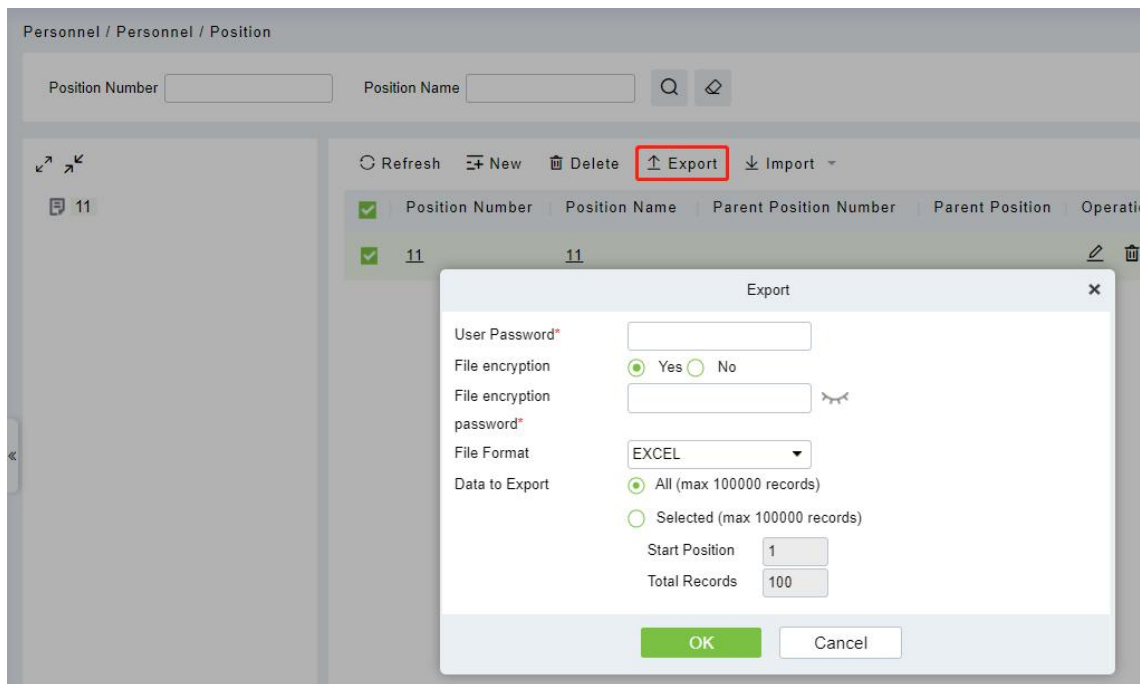 Personnel / Personnel / Position
Position Number Position Name
Refresh New Delete Export Import
11
Position Number Position Name Parent Position Number Parent Position Operati
11 11
Export
User Password*
File encryption Yes No
File encryption
password*
File Format EXCEL
Data to Export All (max 100000 records)
Selected (max 100000 records)
Start Position 1
Total Records 100
OK Cancel